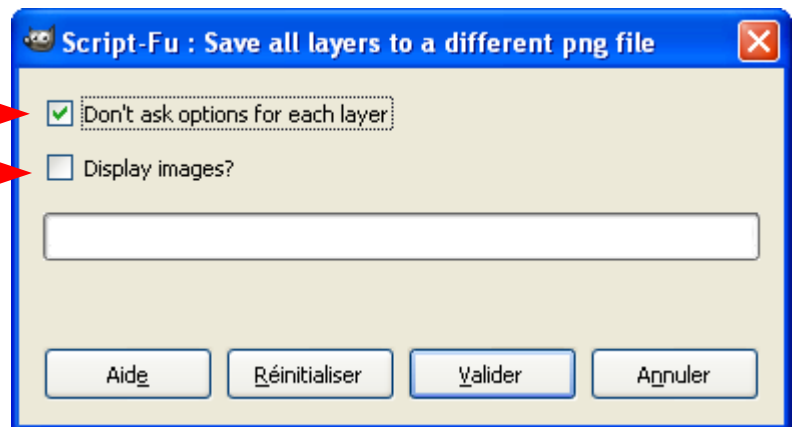 Script-Fu : Save all layers to a different png file
Don't ask options for each layer
Display images?
Aide Réinitialiser Valider Annuler